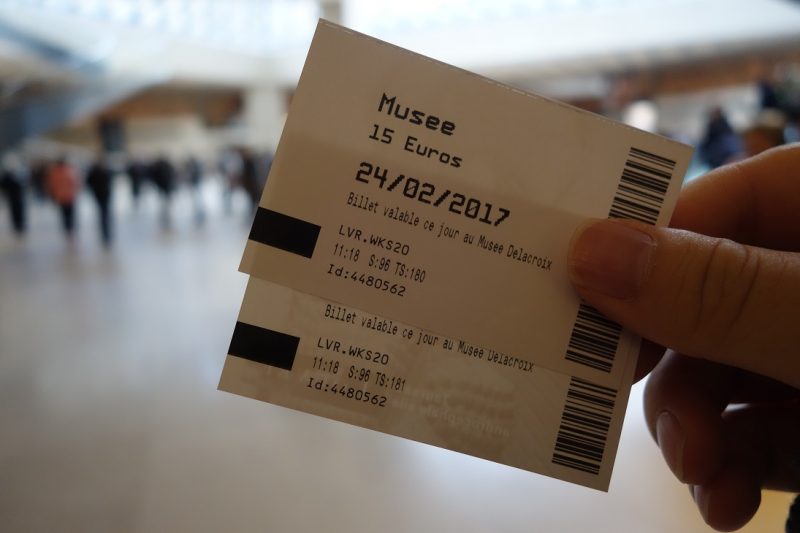 Musee
15 Euros
24/02/2017
Billet valable ce jour au Musee Delacroix
LVR.WKS20
11:18 S:96 TS:180
Id:4480562
Billet valable ce jour au Musee Delacroix
LVR.WKS20
11:18 S:96 TS:181
Id:4480562